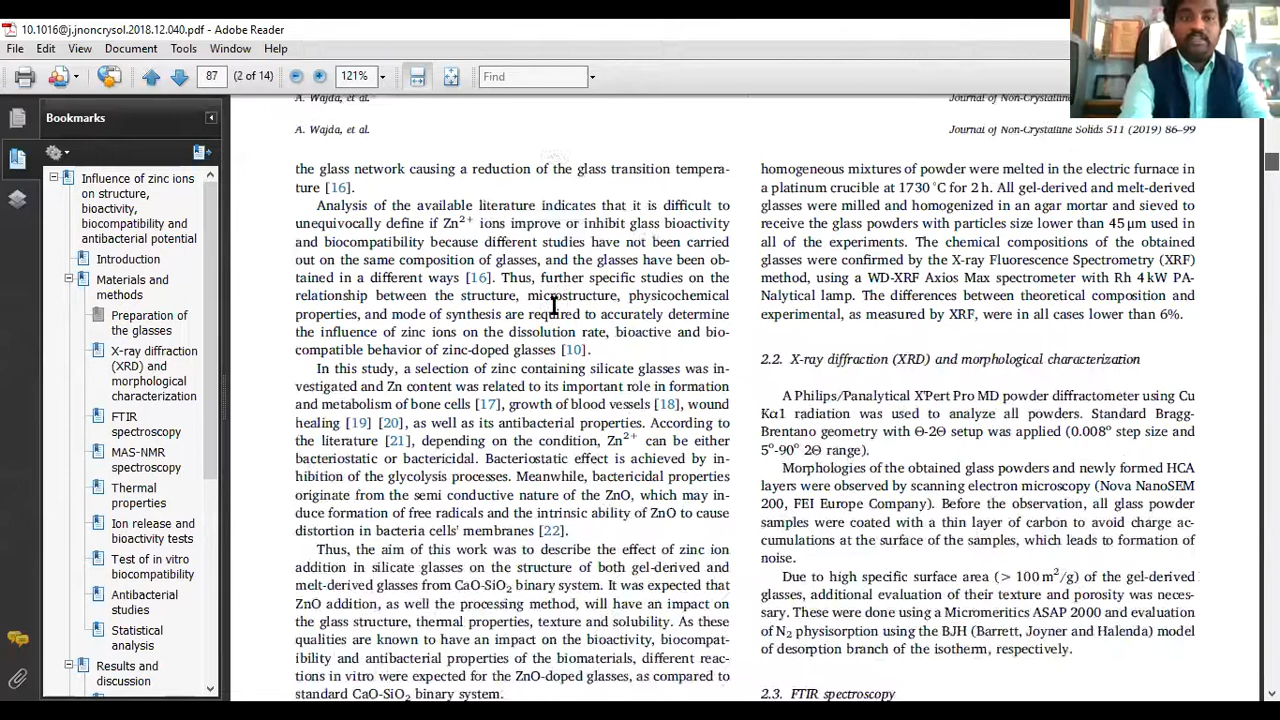 10.1016@j.jnoncrysol.2018.12.040.pdf - Adobe Reader
File Edit View Document Tools Window Help
87 (2 of 14) 121% Find
Bookmarks
Influence of zinc ions
on structure,
bioactivity,
biocompatibility and
antibacterial potential
Introduction
Materials and
methods
Preparation of
the glasses
X-ray diffraction
(XRD) and
morphological
characterization
FTIR
spectroscopy
MAS-NMR
spectroscopy
Thermal
properties
Ion release and
bioactivity tests
Test of in vitro
biocompatibility
Antibacterial
studies
Statistical
analysis
Results and
discussion
A. Wajda, et al.
Journal of Non-Crystalline
A. Wajda, et al.
Journal of Non-Crystalline Solids 511 (2019) 86–99
the glass network causing a reduction of the glass transition tempera-
ture [16].
Analysis of the available literature indicates that it is difficult to
unequivocally define if Zn²⁺ ions improve or inhibit glass bioactivity
and biocompatibility because different studies have not been carried
out on the same composition of glasses, and the glasses have been ob-
tained in a different ways [16]. Thus, further specific studies on the
relationship between the structure, microstructure, physicochemical
properties, and mode of synthesis are required to accurately determine
the influence of zinc ions on the dissolution rate, bioactive and bio-
compatible behavior of zinc-doped glasses [10].
In this study, a selection of zinc containing silicate glasses was in-
vestigated and Zn content was related to its important role in formation
and metabolism of bone cells [17], growth of blood vessels [18], wound
healing [19] [20], as well as its antibacterial properties. According to
the literature [21], depending on the condition, Zn²⁺ can be either
bacteriostatic or bactericidal. Bacteriostatic effect is achieved by in-
hibition of the glycolysis processes. Meanwhile, bactericidal properties
originate from the semi conductive nature of the ZnO, which may in-
duce formation of free radicals and the intrinsic ability of ZnO to cause
distortion in bacteria cells' membranes [22].
Thus, the aim of this work was to describe the effect of zinc ion
addition in silicate glasses on the structure of both gel-derived and
melt-derived glasses from CaO-SiO₂ binary system. It was expected that
ZnO addition, as well the processing method, will have an impact on
the glass structure, thermal properties, texture and solubility. As these
qualities are known to have an impact on the bioactivity, biocompat-
ibility and antibacterial properties of the biomaterials, different reac-
tions in vitro were expected for the ZnO-doped glasses, as compared to
standard CaO-SiO₂ binary system.
homogeneous mixtures of powder were melted in the electric furnace in
a platinum crucible at 1730 °C for 2 h. All gel-derived and melt-derived
glasses were milled and homogenized in an agar mortar and sieved to
receive the glass powders with particles size lower than 45 μm used in
all of the experiments. The chemical compositions of the obtained
glasses were confirmed by the X-ray Fluorescence Spectrometry (XRF)
method, using a WD-XRF Axios Max spectrometer with Rh 4 kW PA-
Nalytical lamp. The differences between theoretical composition and
experimental, as measured by XRF, were in all cases lower than 6%.
2.2. X-ray diffraction (XRD) and morphological characterization
A Philips/Panalytical X'Pert Pro MD powder diffractometer using Cu
Kα1 radiation was used to analyze all powders. Standard Bragg-
Brentano geometry with Θ-2Θ setup was applied (0.008° step size and
5°-90° 2Θ range).
Morphologies of the obtained glass powders and newly formed HCA
layers were observed by scanning electron microscopy (Nova NanoSEM
200, FEI Europe Company). Before the observation, all glass powder
samples were coated with a thin layer of carbon to avoid charge ac-
cumulations at the surface of the samples, which leads to formation of
noise.
Due to high specific surface area (> 100 m²/g) of the gel-derived
glasses, additional evaluation of their texture and porosity was neces-
sary. These were done using a Micromeritics ASAP 2000 and evaluation
of N₂ physisorption using the BJH (Barrett, Joyner and Halenda) model
of desorption branch of the isotherm, respectively.
2.3. FTIR spectroscopy